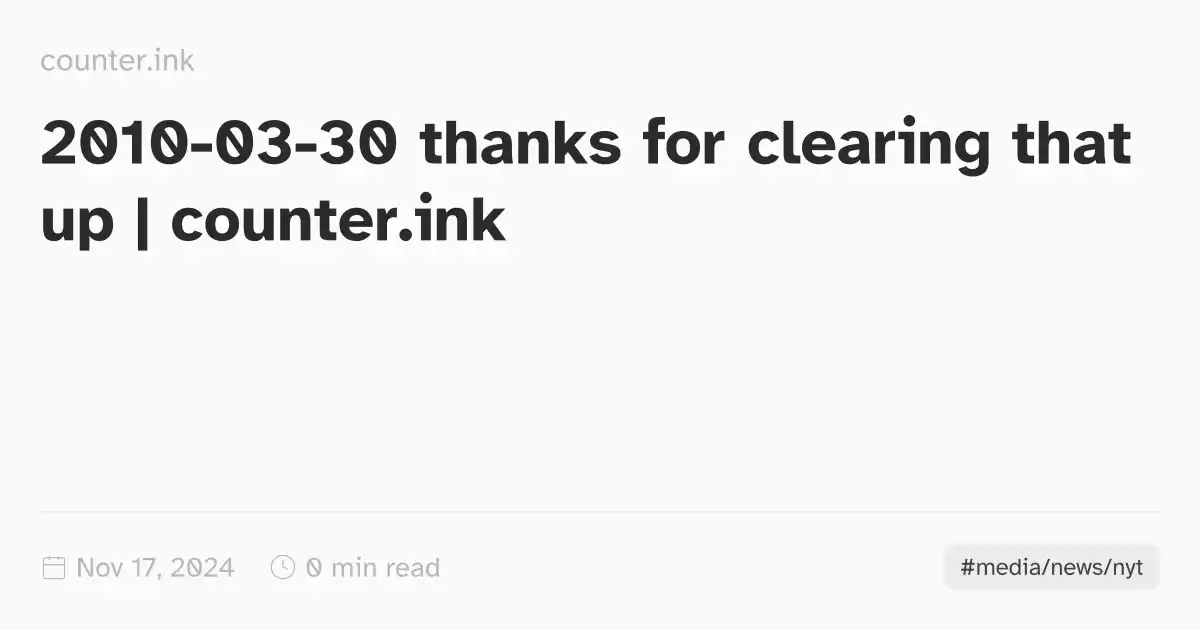 counter.ink
2010-03-30 thanks for clearing that
up | counter.ink
Nov 17, 2024 0 min read #media/news/nyt